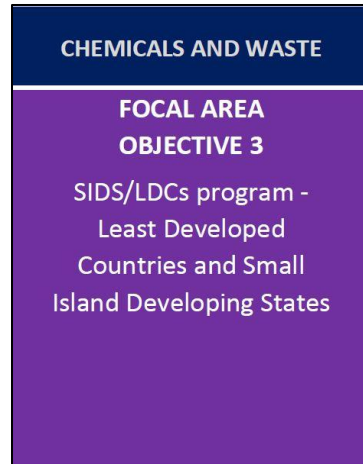 CHEMICALS AND WASTE
FOCAL AREA
OBJECTIVE 3
SIDS/LDCs program -
Least Developed
Countries and Small
Island Developing States